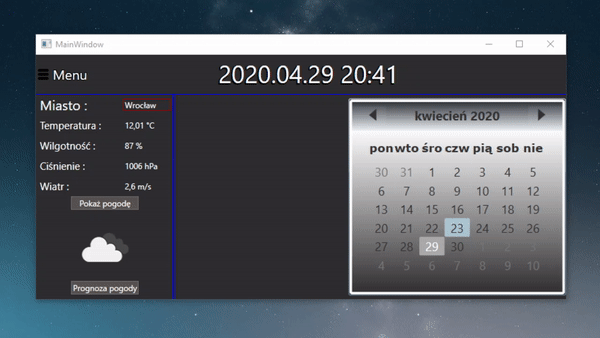 MainWindow
Menu
2020.04.29 20:41
Miasto : Wrocław
Temperatura : 12,01 °C
Wilgotność : 87 %
Ciśnienie : 1006 hPa
Wiatr : 2,6 m/s
Pokaż pogodę
Prognoza pogody
kwiecień 2020
pon wto śro czw pią sob nie
30 31 1 2 3 4 5
6 7 8 9 10 11 12
13 14 15 16 17 18 19
20 21 22 23 24 25 26
27 28 29 30 1 2 3
4 5 6 7 8 9 10